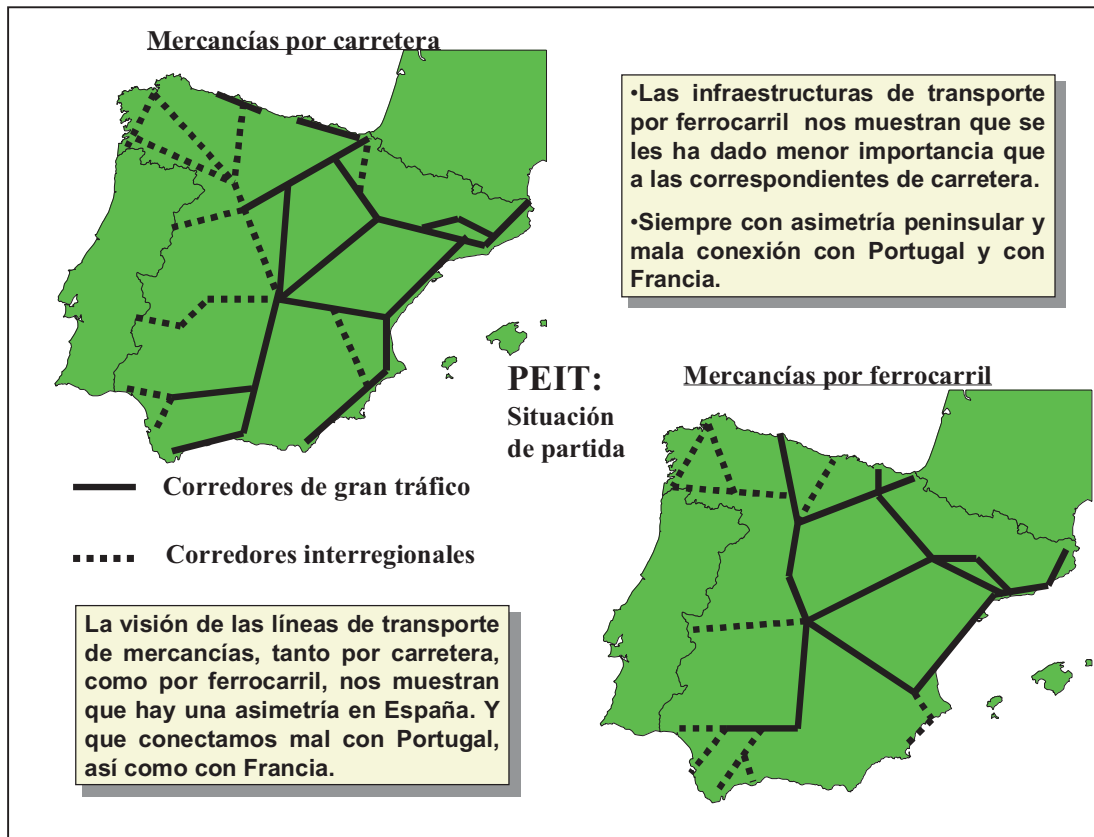 Mercancías por carretera
•Las infraestructuras de transporte
por ferrocarril nos muestran que se
les ha dado menor importancia que
a las correspondientes de carretera.
•Siempre con asimetría peninsular y
mala conexión con Portugal y con
Francia.
PEIT:
Situación
de partida
Mercancías por ferrocarril
Corredores de gran tráfico
Corredores interregionales
La visión de las líneas de transporte
de mercancías, tanto por carretera,
como por ferrocarril, nos muestran
que hay una asimetría en España. Y
que conectamos mal con Portugal,
así como con Francia.